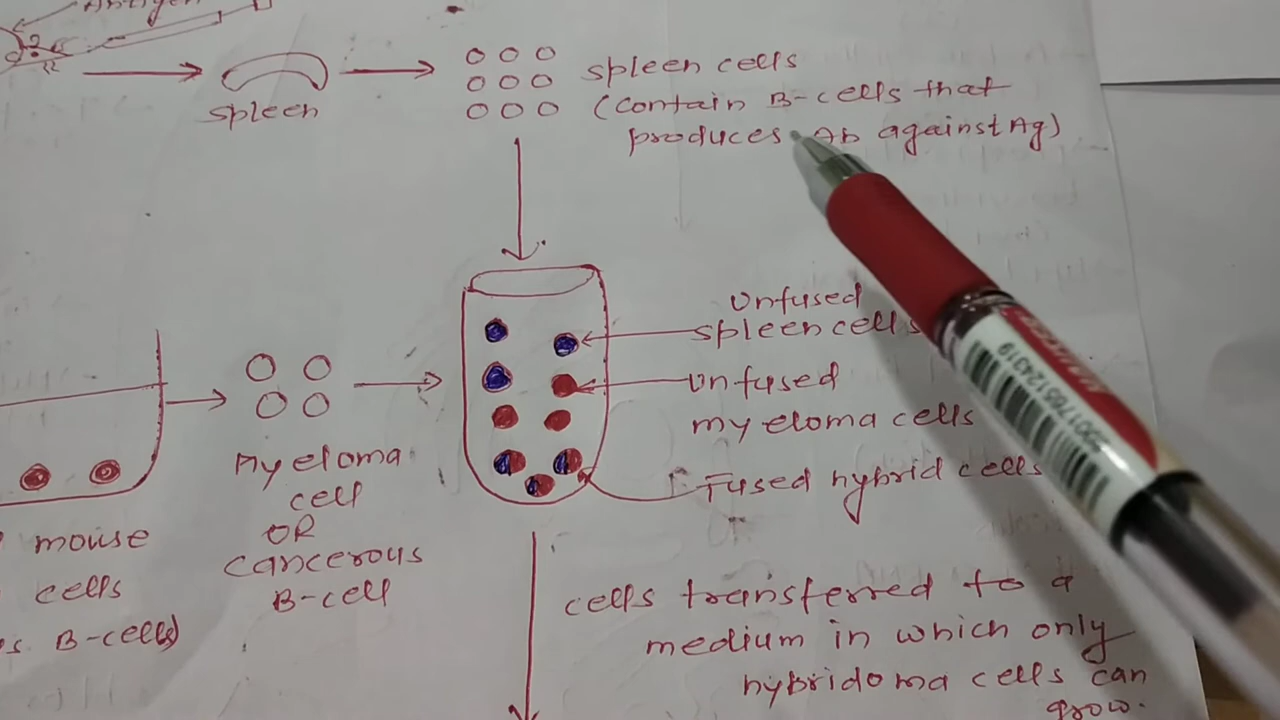 Antigen
spleen
spleen cells
(contain B-cells that
produces Ab against Ag)
Unfused
spleen cells
Unfused
myeloma cells
Fused hybrid cells
Myeloma
cell
OR
cancerous
B-cell
mouse
cells
B-cells)
cells transferred to a
medium in which only
hybridoma cells can
grow.